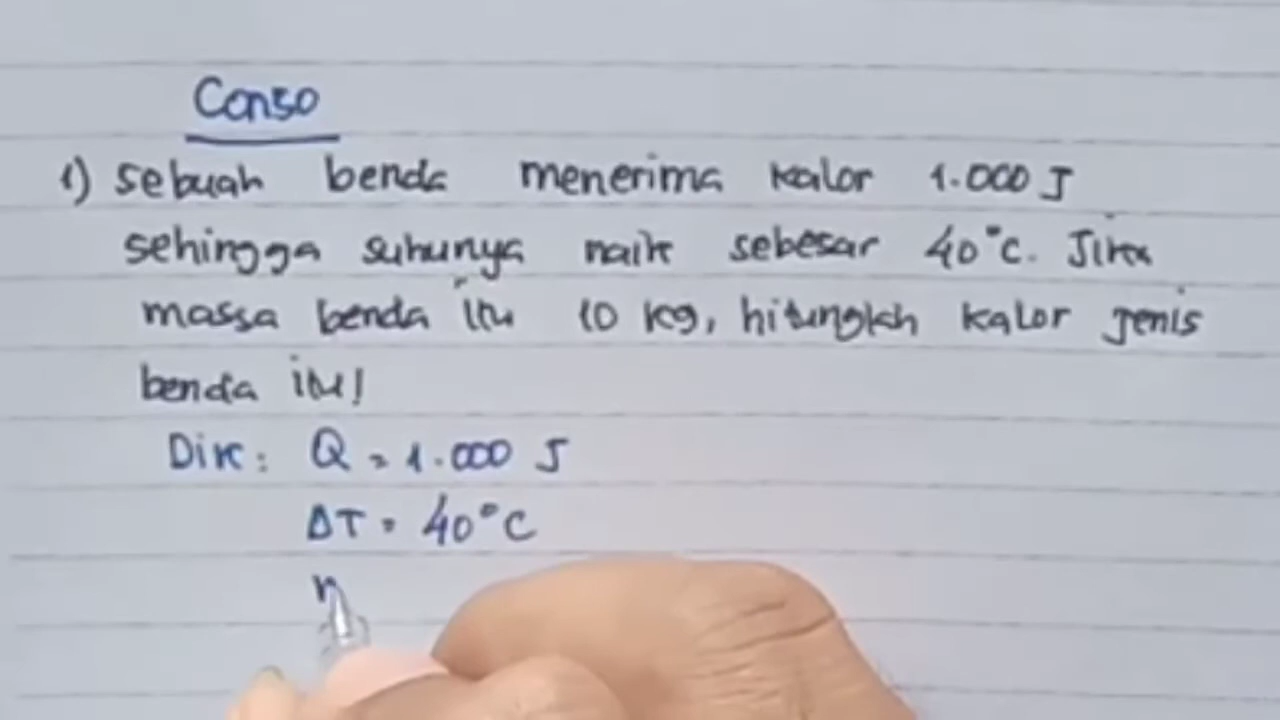 Conso
1) sebuah benda menerima kalor 1.000 J
sehingga suhunya naik sebesar 40°C. Jika
massa benda itu 10 kg, hitunglah kalor jenis
benda itu!
Dik: Q = 1.000 J
ΔT = 40°C
m